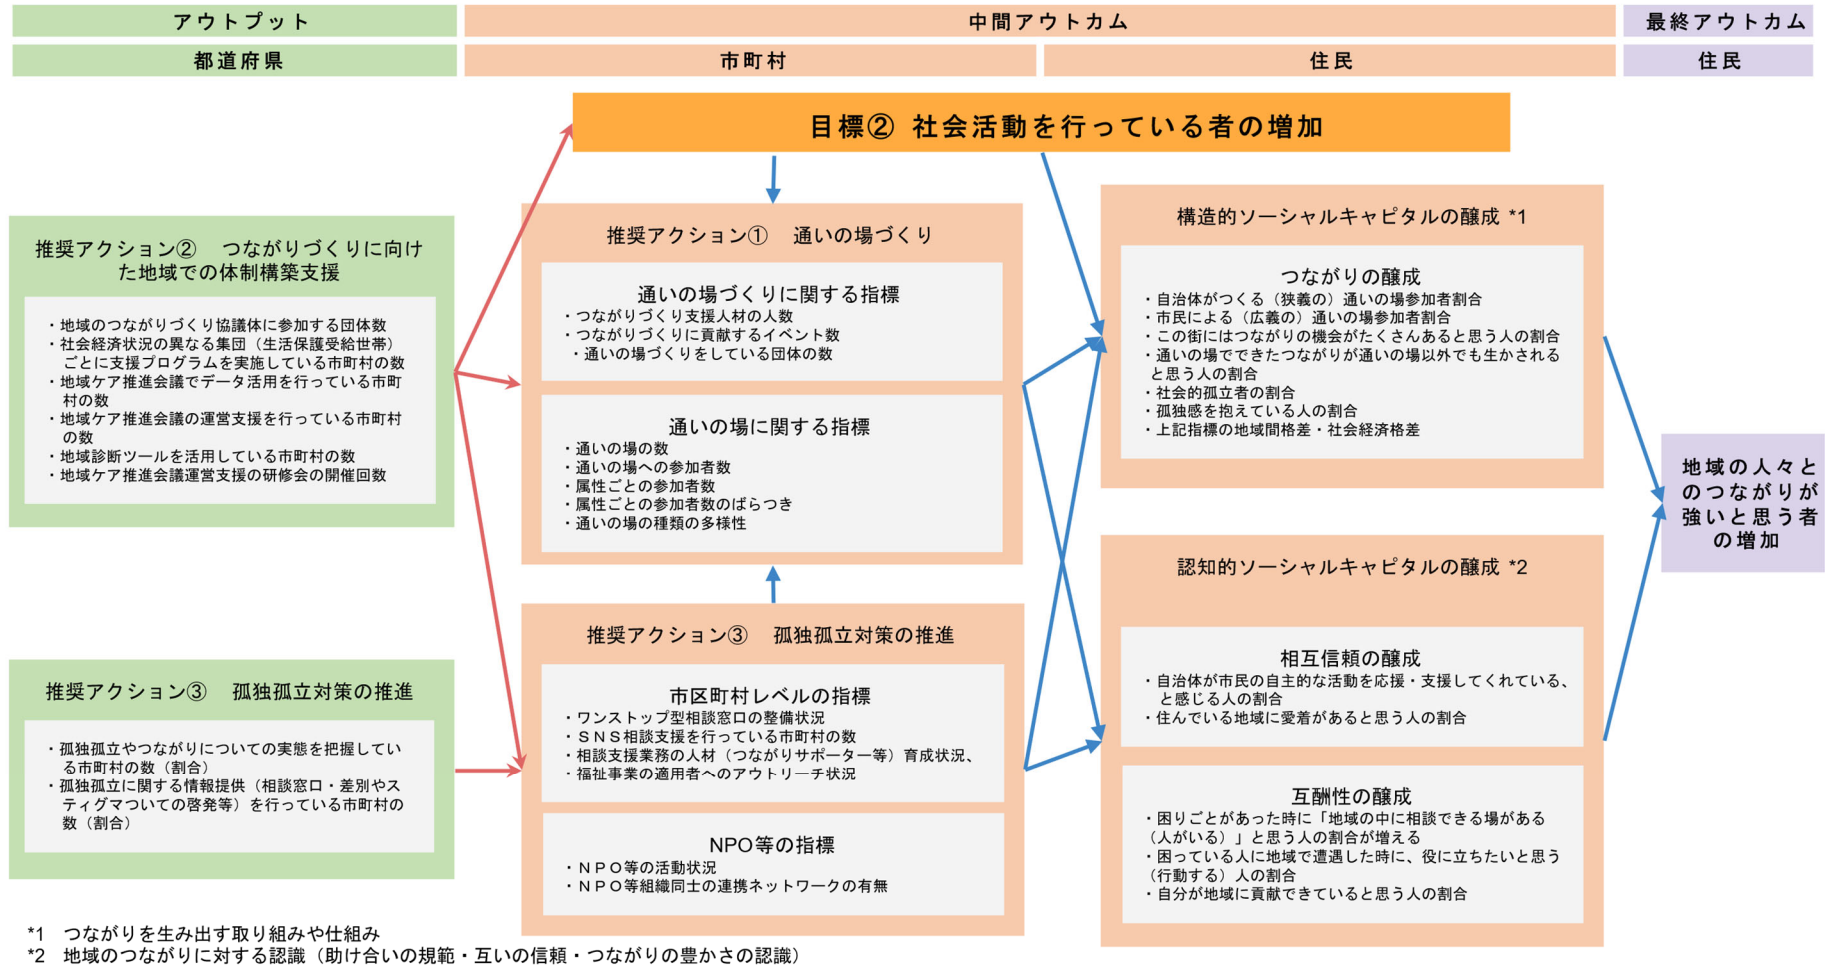 アウトプット
中間アウトカム
最終アウトカム
都道府県
市町村
住民
住民
目標② 社会活動を行っている者の増加
推奨アクション② つながりづくりに向け
た地域での体制構築支援
・地域のつながりづくり協議体に参加する団体数
・社会経済状況の異なる集団（生活保護受給世帯）
ごとに支援プログラムを実施している市町村の数
・地域ケア推進会議でデータ活用を行っている市町
村の数
・地域ケア推進会議の運営支援を行っている市町村
の数
・地域診断ツールを活用している市町村の数
・地域ケア推進会議運営支援の研修会の開催回数
推奨アクション③ 孤独孤立対策の推進
・孤独孤立やつながりについての実態を把握してい
る市町村の数（割合）
・孤独孤立に関する情報提供（相談窓口・差別やス
ティグマついての啓発等）を行っている市町村の
数（割合）
推奨アクション① 通いの場づくり
通いの場づくりに関する指標
・つながりづくり支援人材の人数
・つながりづくりに貢献するイベント数
・通いの場づくりをしている団体の数
通いの場に関する指標
・通いの場の数
・通いの場への参加者数
・属性ごとの参加者数
・属性ごとの参加者数のばらつき
・通いの場の種類の多様性
推奨アクション③ 孤独孤立対策の推進
市区町村レベルの指標
・ワンストップ型相談窓口の整備状況
・ＳＮＳ相談支援を行っている市町村の数
・相談支援業務の人材（つながりサポーター等）育成状況、
・福祉事業の適用者へのアウトリーチ状況
NPO等の指標
・ＮＰＯ等の活動状況
・ＮＰＯ等組織同士の連携ネットワークの有無
構造的ソーシャルキャピタルの醸成 *1
つながりの醸成
・自治体がつくる（狭義の）通いの場参加者割合
・市民による（広義の）通いの場参加者割合
・この街にはつながりの機会がたくさんあると思う人の割合
・通いの場でできたつながりが通いの場以外でも生かされる
と思う人の割合
・社会的孤立者の割合
・孤独感を抱えている人の割合
・上記指標の地域間格差・社会経済格差
認知的ソーシャルキャピタルの醸成 *2
相互信頼の醸成
・自治体が市民の自主的な活動を応援・支援してくれている、
と感じる人の割合
・住んでいる地域に愛着があると思う人の割合
互酬性の醸成
・困りごとがあった時に「地域の中に相談できる場がある
（人がいる）」と思う人の割合が増える
・困っている人に地域で遭遇した時に、役に立ちたいと思う
（行動する）人の割合
・自分が地域に貢献できていると思う人の割合
地域の人々と
のつながりが
強いと思う者
の増加
*1 つながりを生み出す取り組みや仕組み
*2 地域のつながりに対する認識（助け合いの規範・互いの信頼・つながりの豊かさの認識）